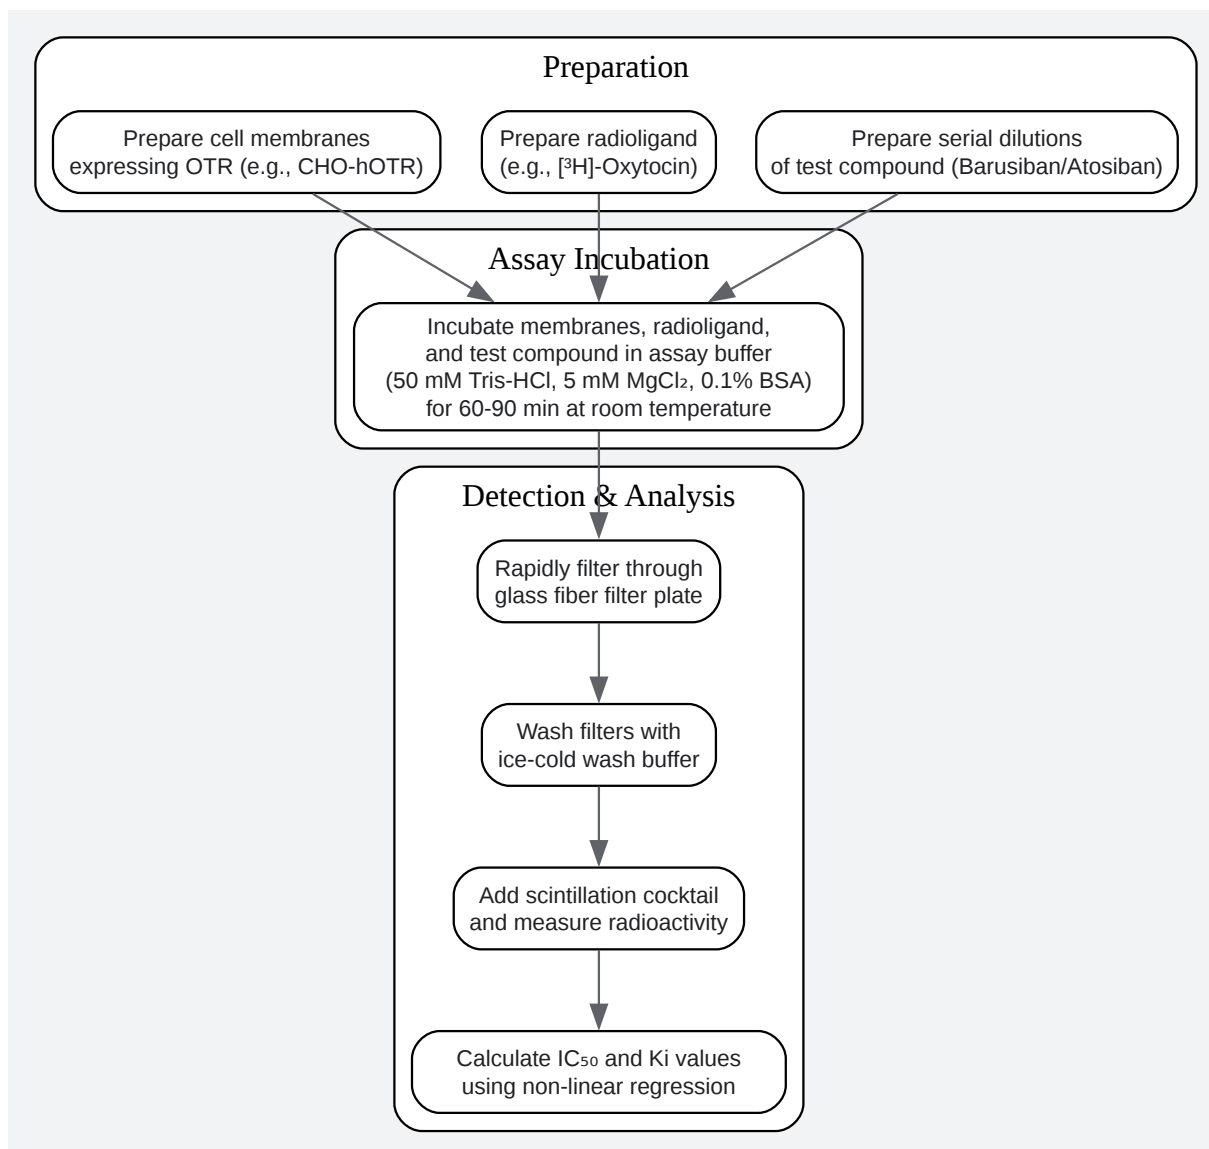 Preparation
Prepare cell membranes
expressing OTR (e.g., CHO-hOTR)
Prepare radioligand
(e.g., [³H]-Oxytocin)
Prepare serial dilutions
of test compound (Barusiban/Atosiban)
Assay Incubation
Incubate membranes, radioligand,
and test compound in assay buffer
(50 mM Tris-HCl, 5 mM MgCl₂, 0.1% BSA)
for 60-90 min at room temperature
Detection & Analysis
Rapidly filter through
glass fiber filter plate
Wash filters with
ice-cold wash buffer
Add scintillation cocktail
and measure radioactivity
Calculate IC₅₀ and Ki values
using non-linear regression